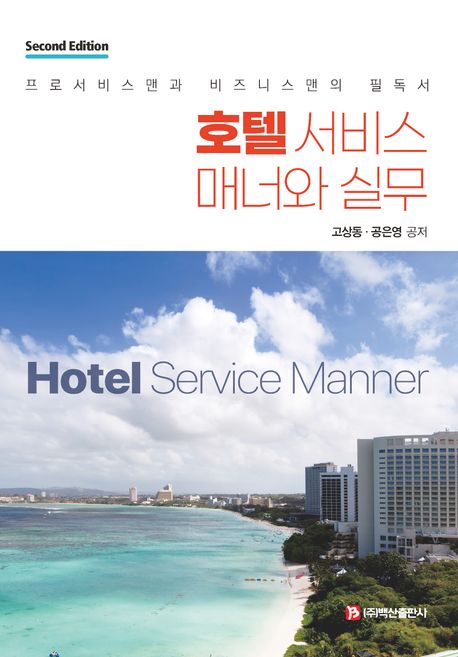 Second Edition
프로서비스맨과 비즈니스맨의 필독서
호텔 서비스
매너와 실무
고상동 · 공은영 공저
Hotel Service Manner
B (주)백산출판사